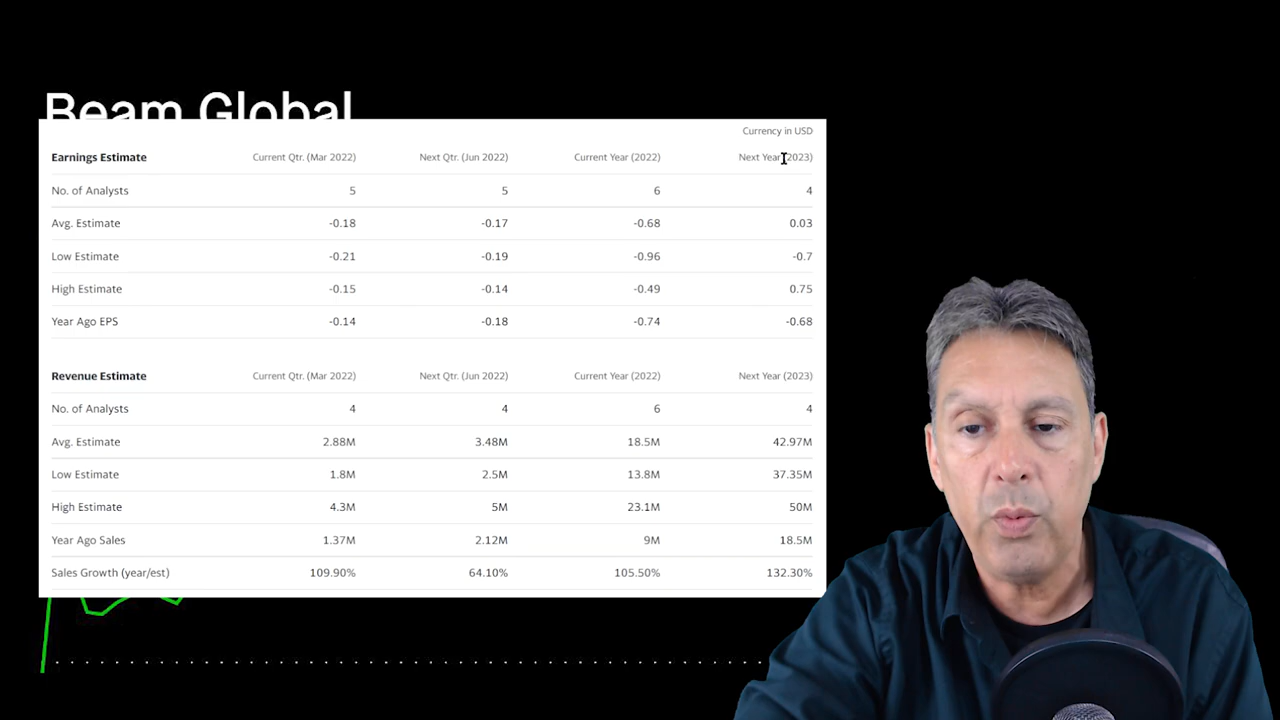 Beam Global
Currency in USD
Earnings Estimate Current Qtr. (Mar 2022) Next Qtr. (Jun 2022) Current Year (2022) Next Year (2023)
No. of Analysts 5 5 6 4
Avg. Estimate -0.18 -0.17 -0.68 0.03
Low Estimate -0.21 -0.19 -0.96 -0.7
High Estimate -0.15 -0.14 -0.49 0.75
Year Ago EPS -0.14 -0.18 -0.74 -0.68
Revenue Estimate Current Qtr. (Mar 2022) Next Qtr. (Jun 2022) Current Year (2022) Next Year (2023)
No. of Analysts 4 4 6 4
Avg. Estimate 2.88M 3.48M 18.5M 42.97M
Low Estimate 1.8M 2.5M 13.8M 37.35M
High Estimate 4.3M 5M 23.1M 50M
Year Ago Sales 1.37M 2.12M 9M 18.5M
Sales Growth (year/est) 109.90% 64.10% 105.50% 132.30%